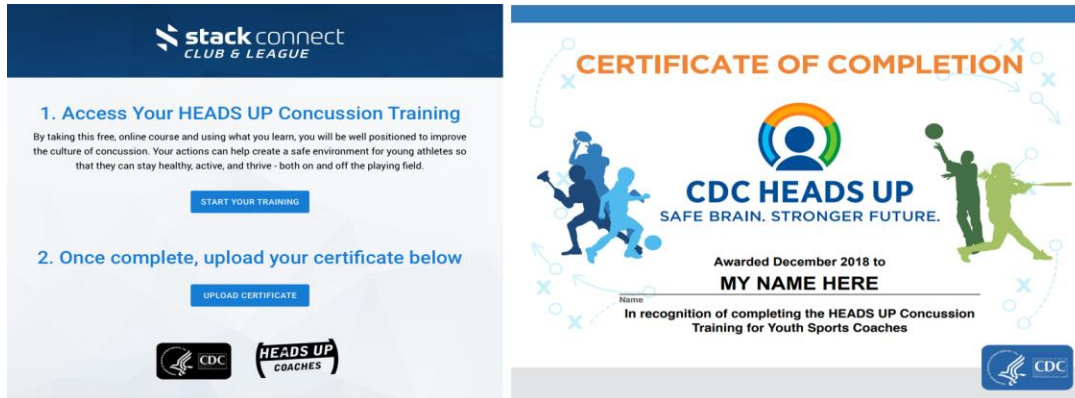 stack connect
CLUB & LEAGUE
1. Access Your HEADS UP Concussion Training
By taking this free, online course and using what you learn, you will be well positioned to improve
the culture of concussion. Your actions can help create a safe environment for young athletes so
that they can stay healthy, active, and thrive - both on and off the playing field.
START YOUR TRAINING
2. Once complete, upload your certificate below
UPLOAD CERTIFICATE
CDC
HEADS UP
COACHES
CERTIFICATE OF COMPLETION
CDC HEADS UP
SAFE BRAIN. STRONGER FUTURE.
Awarded December 2018 to
MY NAME HERE
Name
In recognition of completing the HEADS UP Concussion
Training for Youth Sports Coaches
CDC